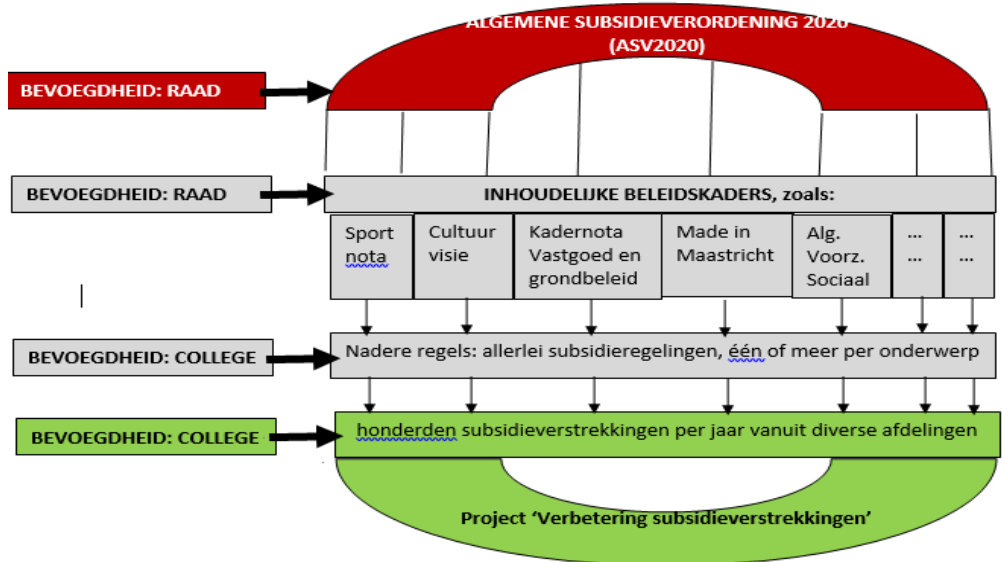 ALGEMENE SUBSIDIEVERORDENING 2020
(ASV2020)
BEVOEGDHEID: RAAD
BEVOEGDHEID: RAAD
INHOUDELIJKE BELEIDSKADERS, zoals:
Sport
nota
Cultuur
visie
Kadernota
Vastgoed en
grondbeleid
Made in
Maastricht
Alg.
Voorz.
Sociaal
...
...
...
...
BEVOEGDHEID: COLLEGE
Nadere regels: allerlei subsidieregelingen, één of meer per onderwerp
BEVOEGDHEID: COLLEGE
honderden subsidieverstrekkingen per jaar vanuit diverse afdelingen
Project ‘Verbetering subsidieverstrekkingen’